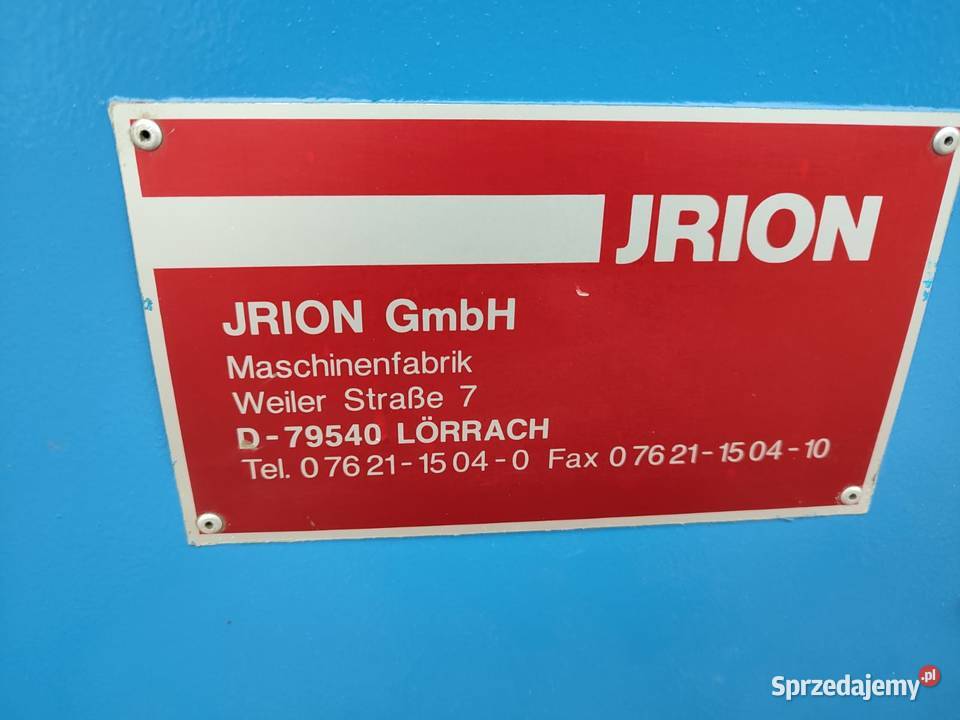 JRION
JRION GmbH
Maschinenfabrik
Weiler Straße 7
D-79540 LÖRRACH
Tel. 0 76 21-15 04-0 Fax 0 76 21-15 04-10
Sprzedajemy.pl